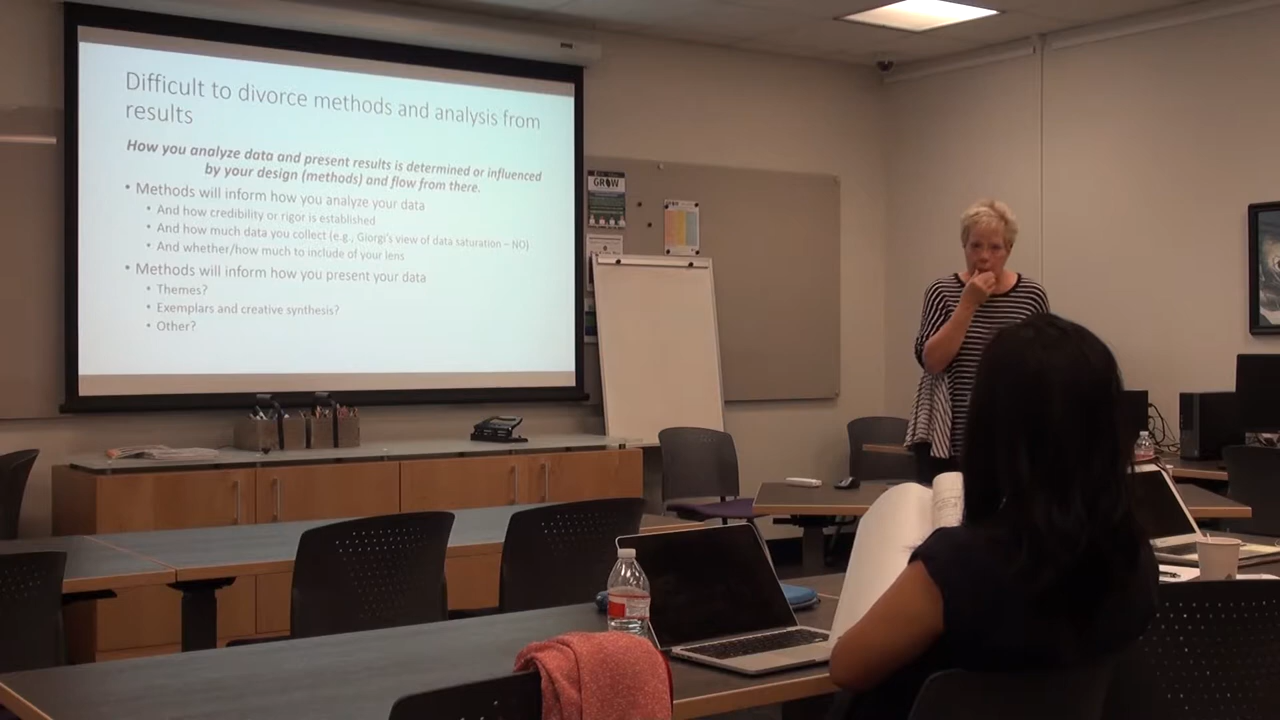 Difficult to divorce methods and analysis from
results
How you analyze data and present results is determined or influenced
by your design (methods) and flow from there.
• Methods will inform how you analyze your data
• And how credibility or rigor is established
• And how much data you collect (e.g., Giorgi's view of data saturation – NO)
• And whether/how much to include of your lens
• Methods will inform how you present your data
• Themes?
• Exemplars and creative synthesis?
• Other?
GROW